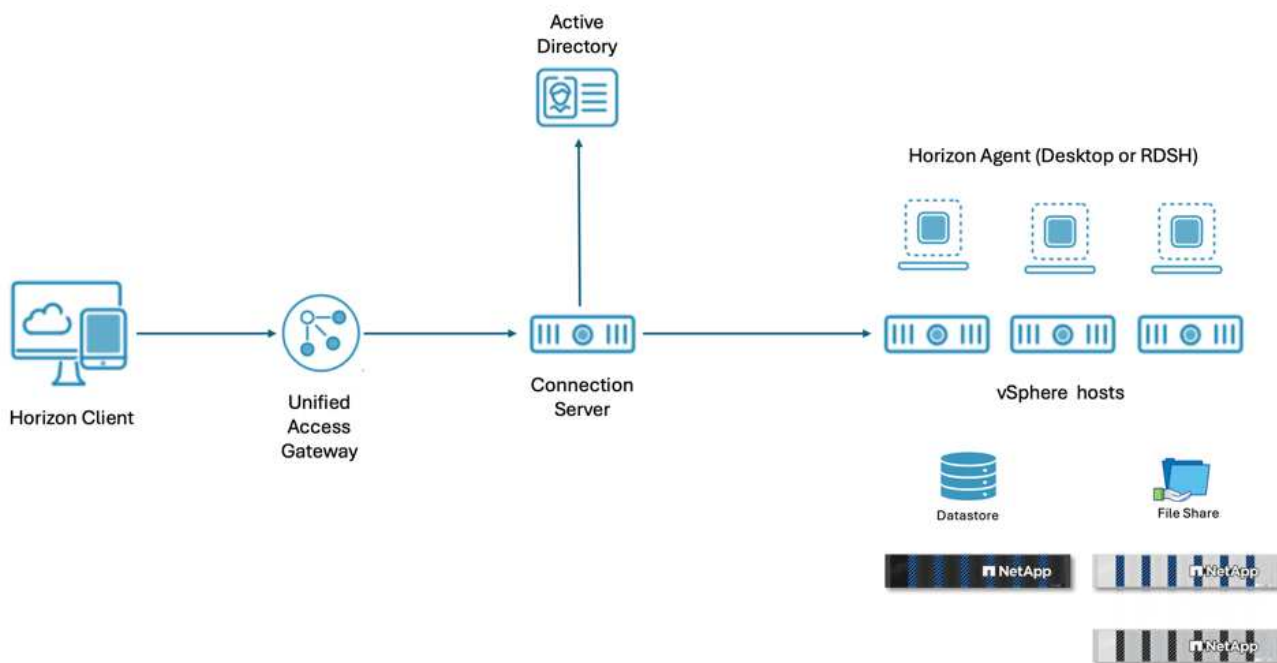 Active
Directory
Horizon Agent (Desktop or RDSH)
Horizon Client
Unified
Access
Gateway
Connection
Server
vSphere hosts
Datastore
File Share
NetApp
NetApp
NetApp